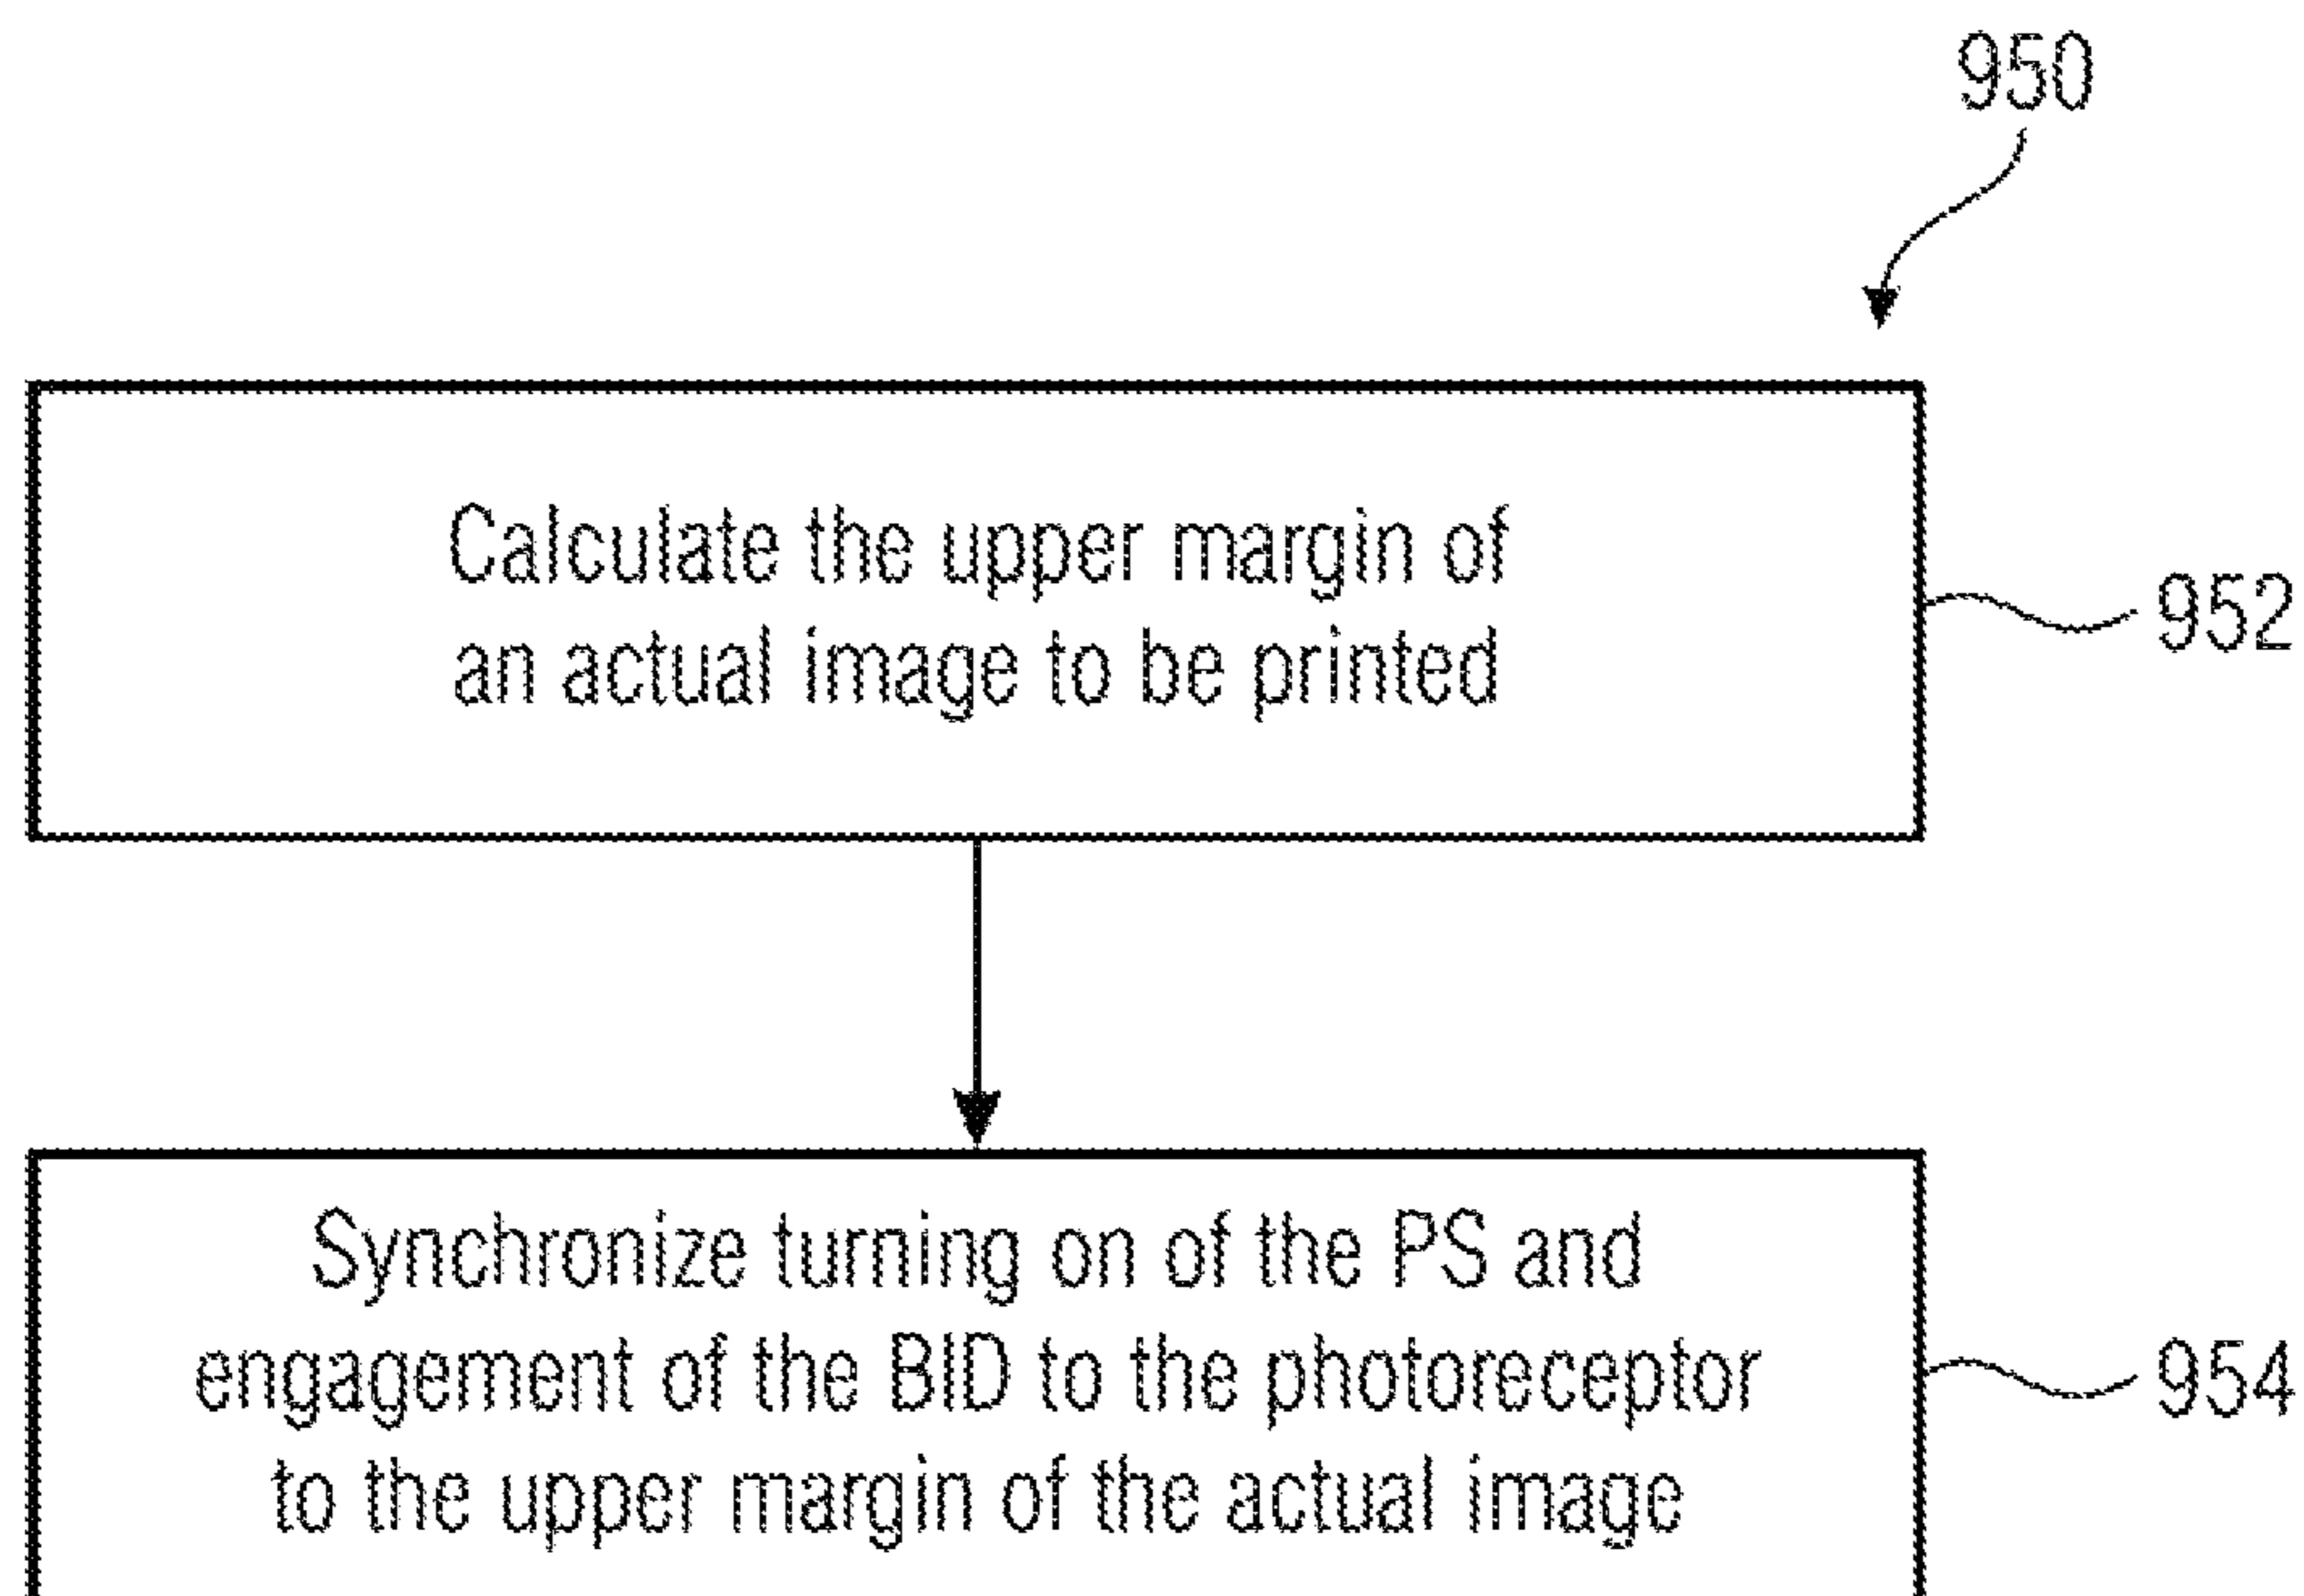 950
Calculate the upper margin of
an actual image to be printed
952
Synchronize turning on of the PS and
engagement of the BID to the photoreceptor
to the upper margin of the actual image
954